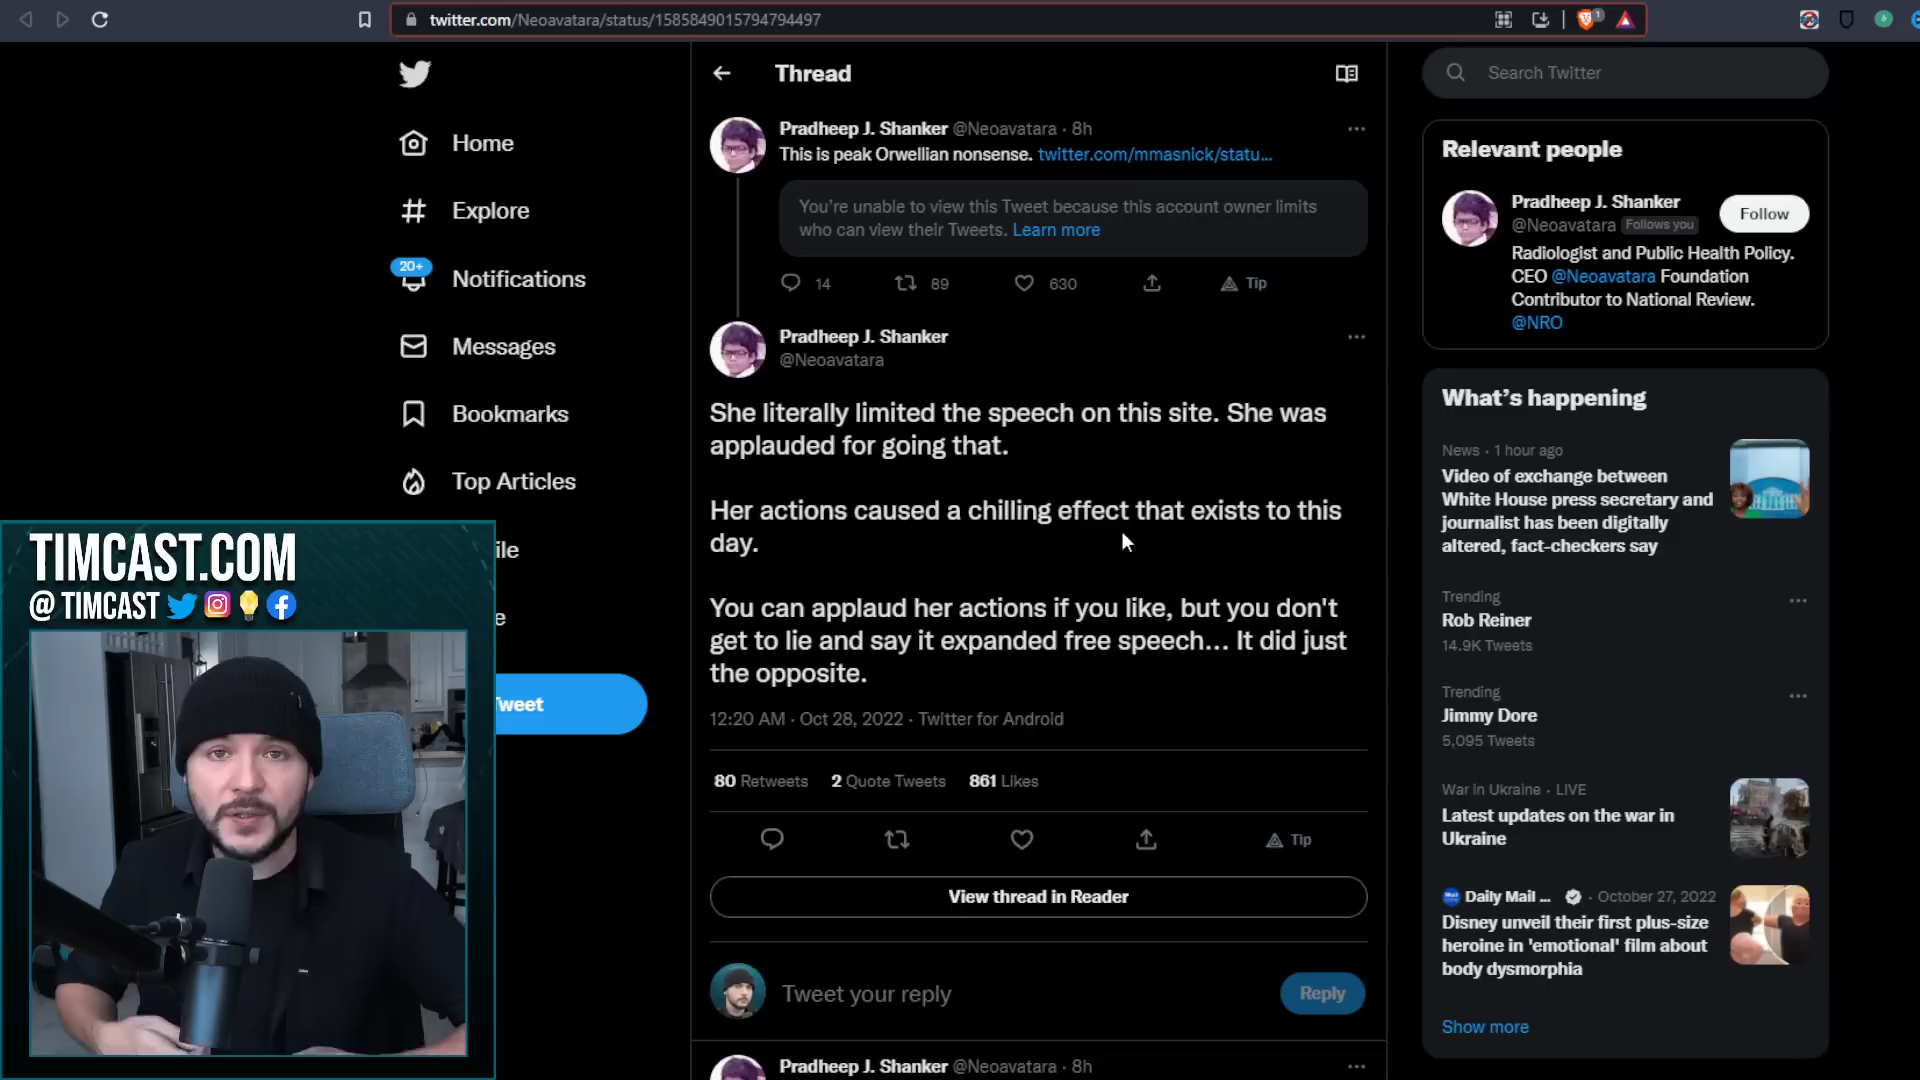 twitter.com/Neoavatara/status/1585849015794794497
1
Thread
Search Twitter
Home
Explore
20+
Notifications
Messages
Bookmarks
Top Articles
ile
e
Tweet
Pradheep J. Shanker @Neoavatara · 8h
This is peak Orwellian nonsense. twitter.com/mmasnick/statu...
You're unable to view this Tweet because this account owner limits
who can view their Tweets. Learn more
14 89 630 Tip
Pradheep J. Shanker
@Neoavatara
She literally limited the speech on this site. She was
applauded for going that.
Her actions caused a chilling effect that exists to this
day.
You can applaud her actions if you like, but you don't
get to lie and say it expanded free speech... It did just
the opposite.
12:20 AM · Oct 28, 2022 · Twitter for Android
80 Retweets 2 Quote Tweets 861 Likes
Tip
View thread in Reader
Tweet your reply
Reply
Pradheep J. Shanker @Neoavatara · 8h
Relevant people
Pradheep J. Shanker
@Neoavatara Follows you
Follow
Radiologist and Public Health Policy.
CEO @Neoavatara Foundation
Contributor to National Review.
@NRO
What's happening
News · 1 hour ago
Video of exchange between
White House press secretary and
journalist has been digitally
altered, fact-checkers say
Trending
Rob Reiner
14.9K Tweets
Trending
Jimmy Dore
5,095 Tweets
War in Ukraine · LIVE
Latest updates on the war in
Ukraine
Daily Mail ... · October 27, 2022
Disney unveil their first plus-size
heroine in 'emotional' film about
body dysmorphia
Show more
TIMCAST.COM
@ TIMCAST